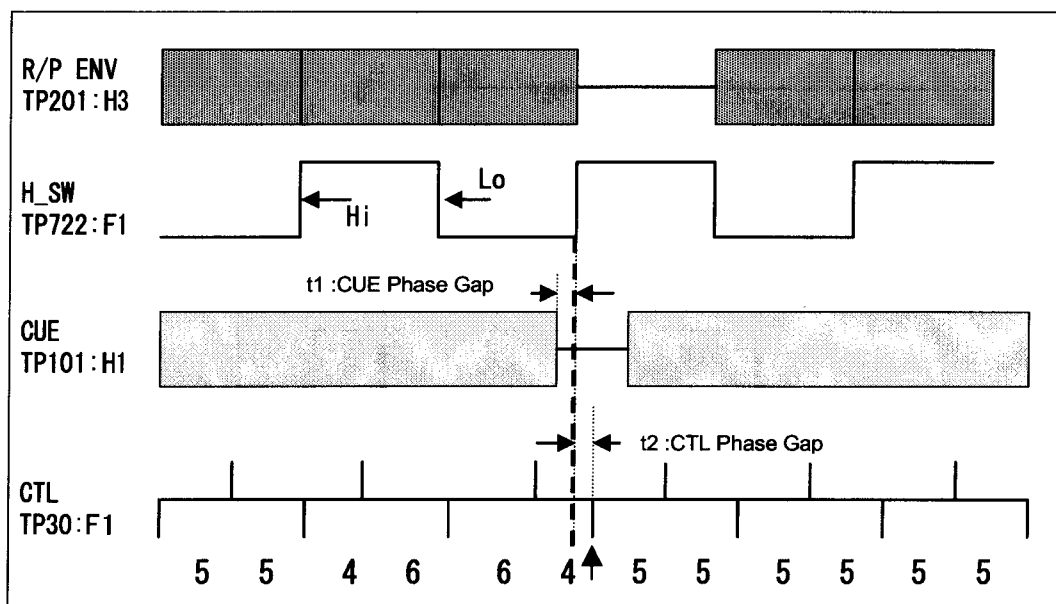 R/P ENV
TP201:H3
H_SW
TP722:F1
Hi
Lo
t1 :CUE Phase Gap
CUE
TP101:H1
t2 :CTL Phase Gap
CTL
TP30:F1
5 5 4 6 6 4 5 5 5 5 5 5